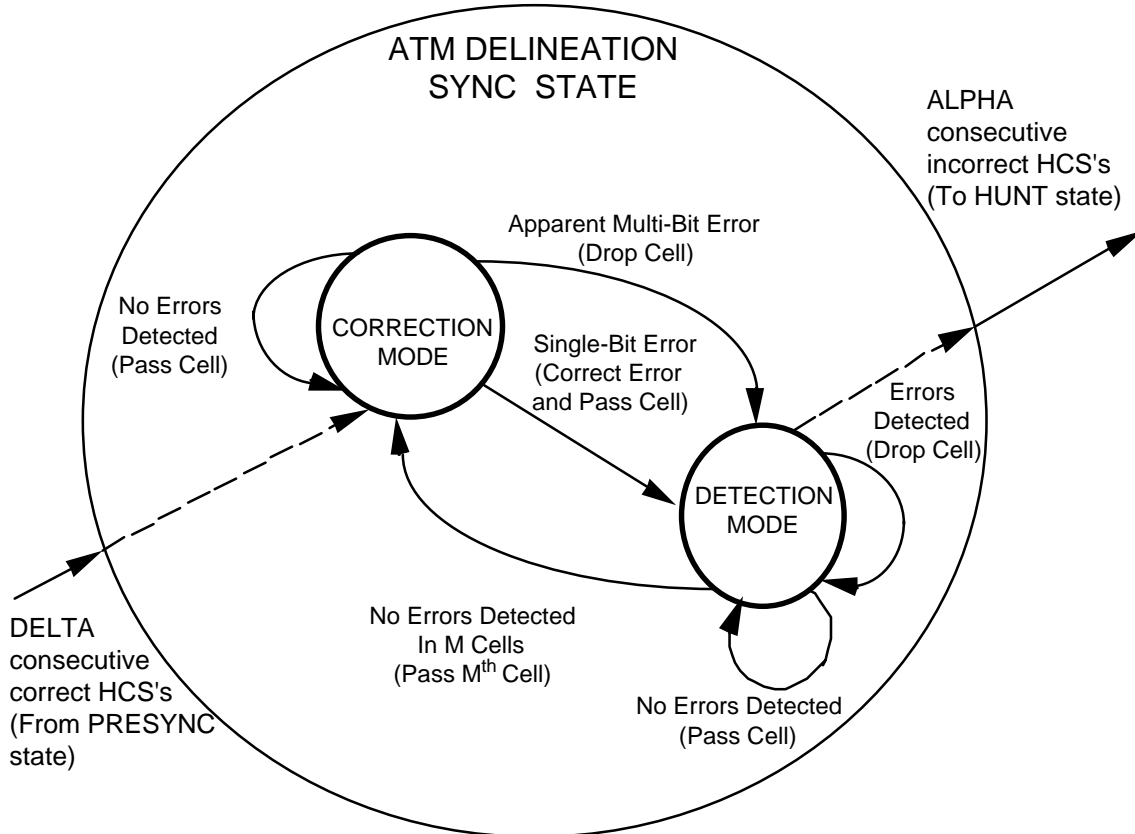 ATM DELINEATION
SYNC STATE
ALPHA
consecutive
incorrect HCS's
(To HUNT state)
Apparent Multi-Bit Error
(Drop Cell)
No Errors
Detected
(Pass Cell)
CORRECTION
MODE
Single-Bit Error
(Correct Error
and Pass Cell)
Errors
Detected
(Drop Cell)
DETECTION
MODE
No Errors Detected
In M Cells
(Pass Mth Cell)
DELTA
consecutive
correct HCS's
(From PRESYNC
state)
No Errors Detected
(Pass Cell)